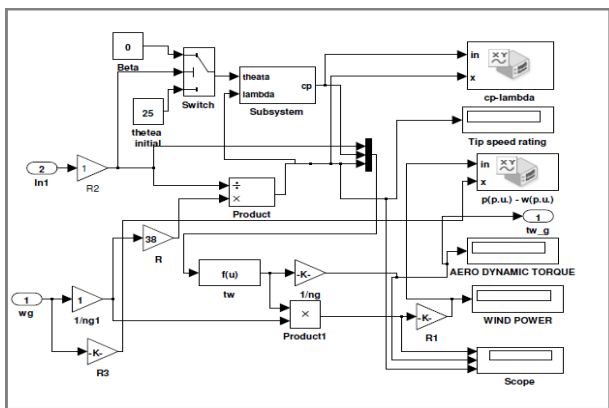 0
Beta
25
thetea
initial
Switch
theata
lambda
cp
Subsystem
in
x
XY
cp-lambda
Tip speed rating
2
In1
1
R2
÷
×
Product
38
R
in
x
XY
p(p.u.) - w(p.u.)
1
tw_g
AERO DYNAMIC TORQUE
f(u)
tw
-K-
1/ng
1
wg
1
1/ng1
-K-
R3
×
Product1
-K-
R1
WIND POWER
Scope